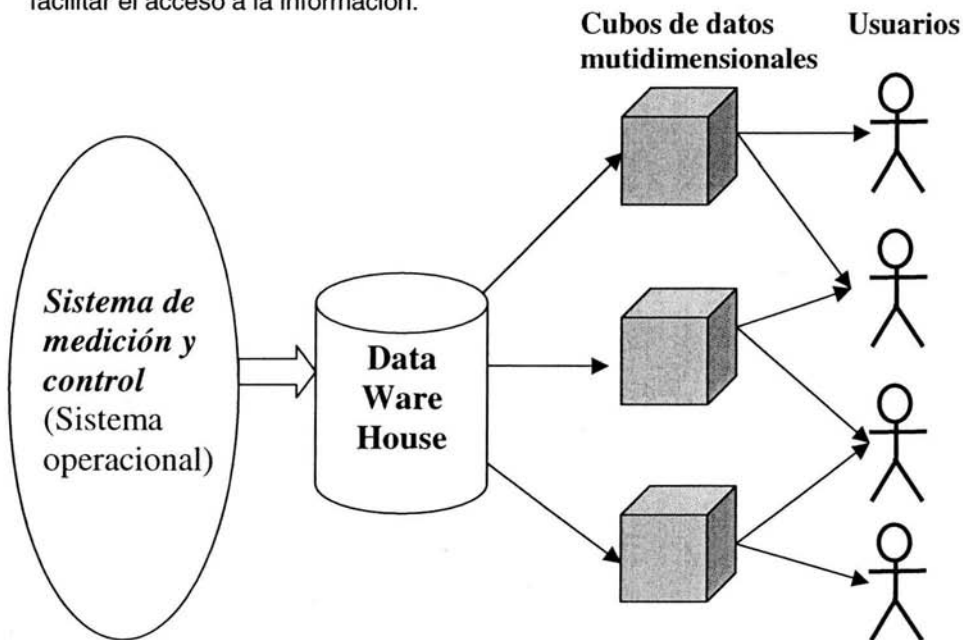 facilitar el acceso a la información.
Cubos de datos
mutidimensionales
Usuarios
Sistema de
medición y
control
(Sistema
operacional)
Data
Ware
House